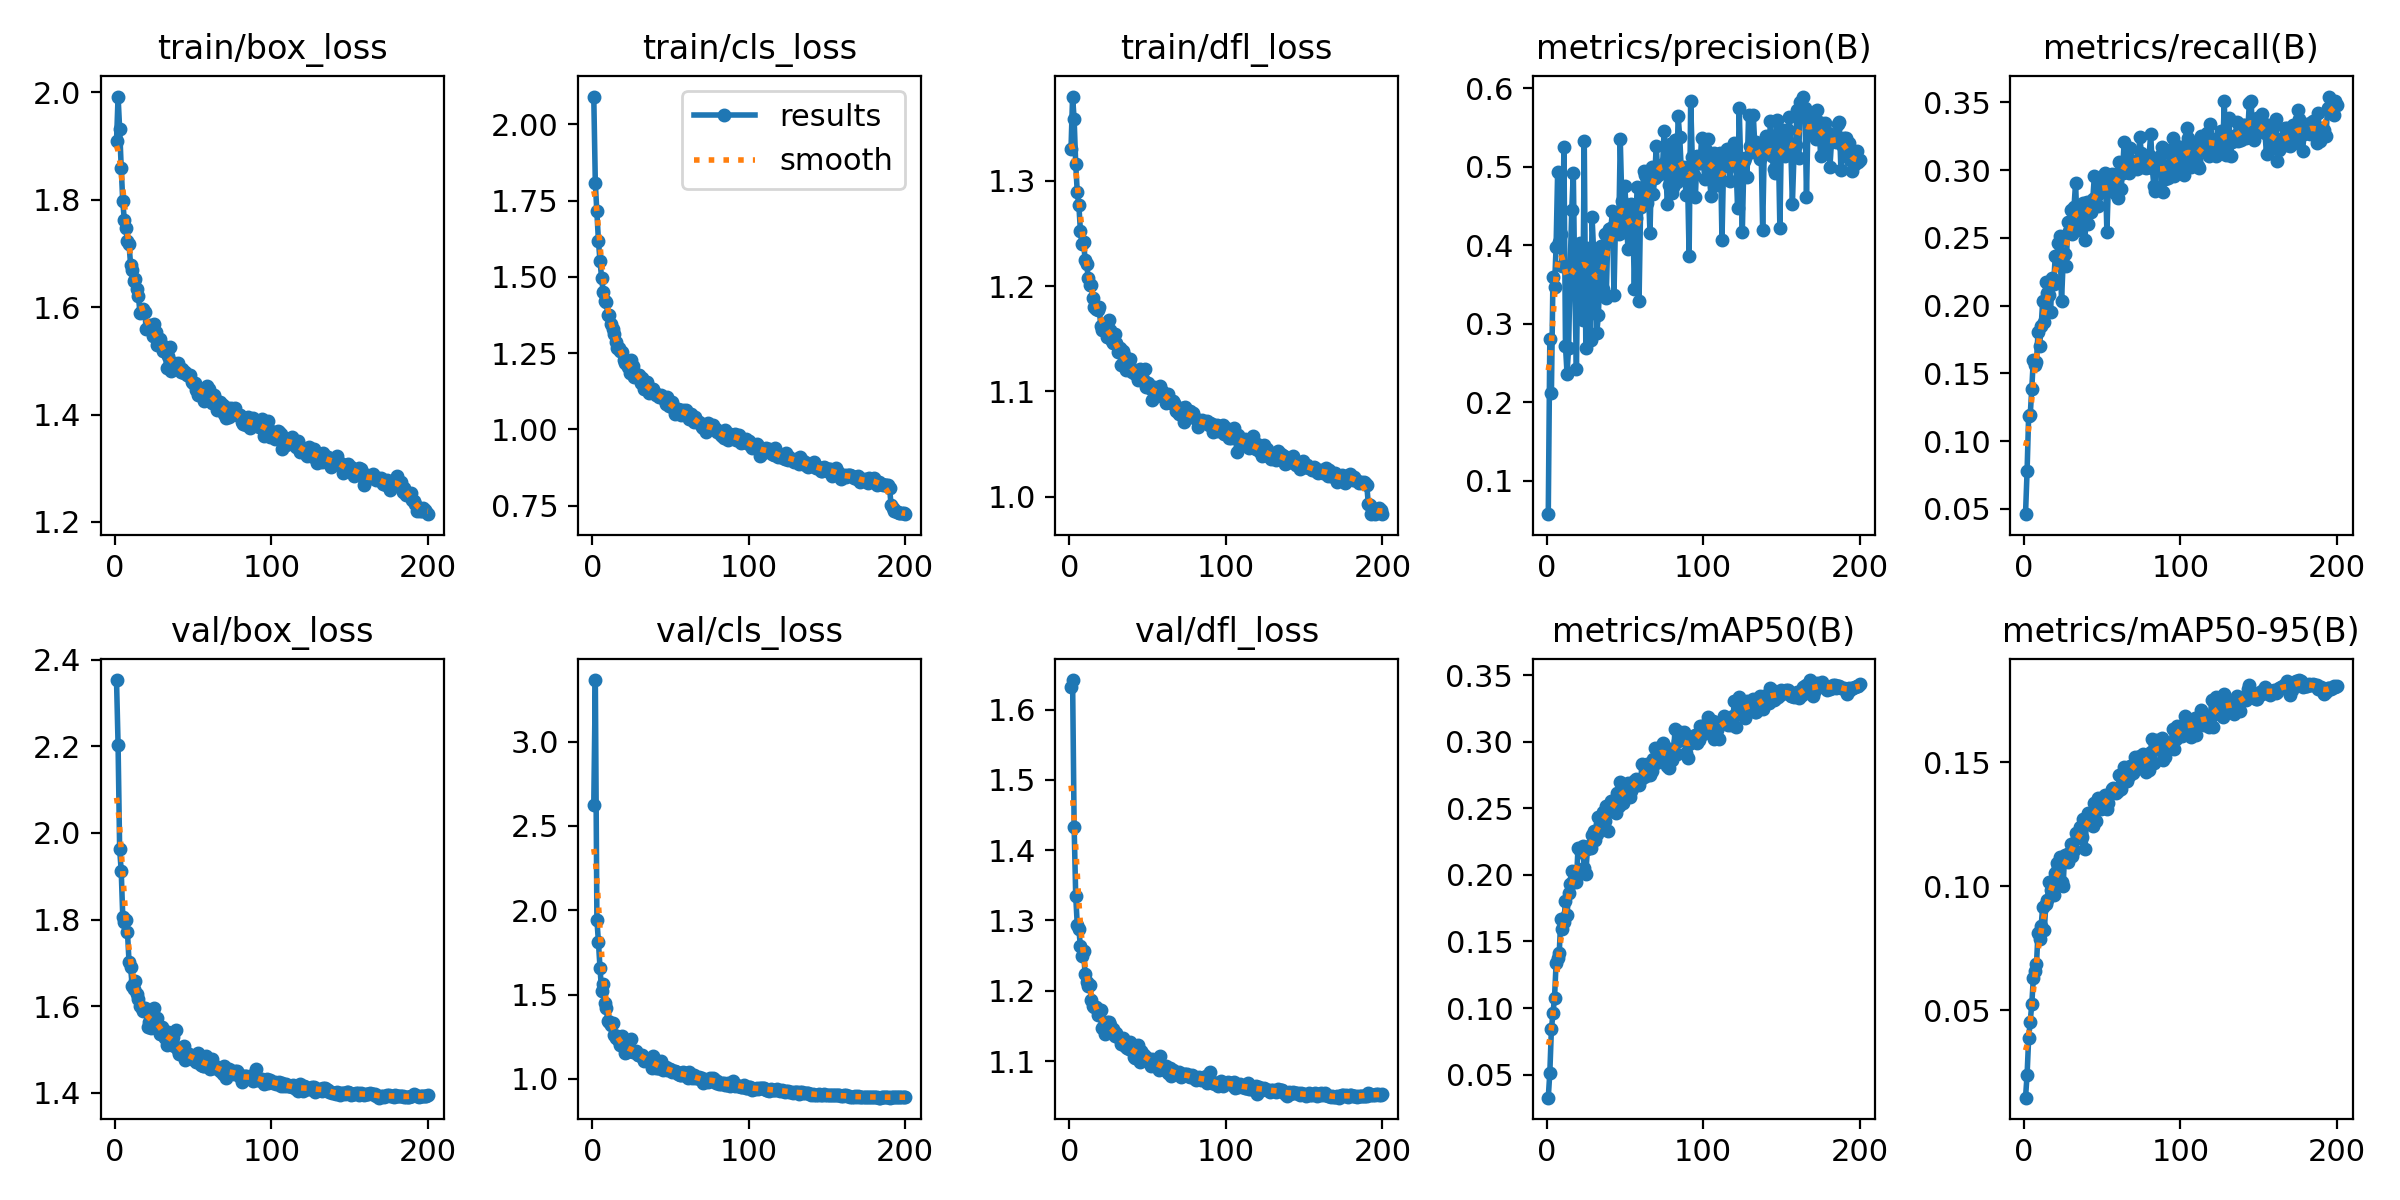 train/box_loss
2.0
1.8
1.6
1.4
1.2
0 100 200
train/cls_loss
results
smooth
2.00
1.75
1.50
1.25
1.00
0.75
0 100 200
train/dfl_loss
1.3
1.2
1.1
1.0
0 100 200
metrics/precision(B)
0.6
0.5
0.4
0.3
0.2
0.1
0 100 200
metrics/recall(B)
0.35
0.30
0.25
0.20
0.15
0.10
0.05
0 100 200
val/box_loss
2.4
2.2
2.0
1.8
1.6
1.4
0 100 200
val/cls_loss
3.0
2.5
2.0
1.5
1.0
0 100 200
val/dfl_loss
1.6
1.5
1.4
1.3
1.2
1.1
0 100 200
metrics/mAP50(B)
0.35
0.30
0.25
0.20
0.15
0.10
0.05
0 100 200
metrics/mAP50-95(B)
0.15
0.10
0.05
0 100 200